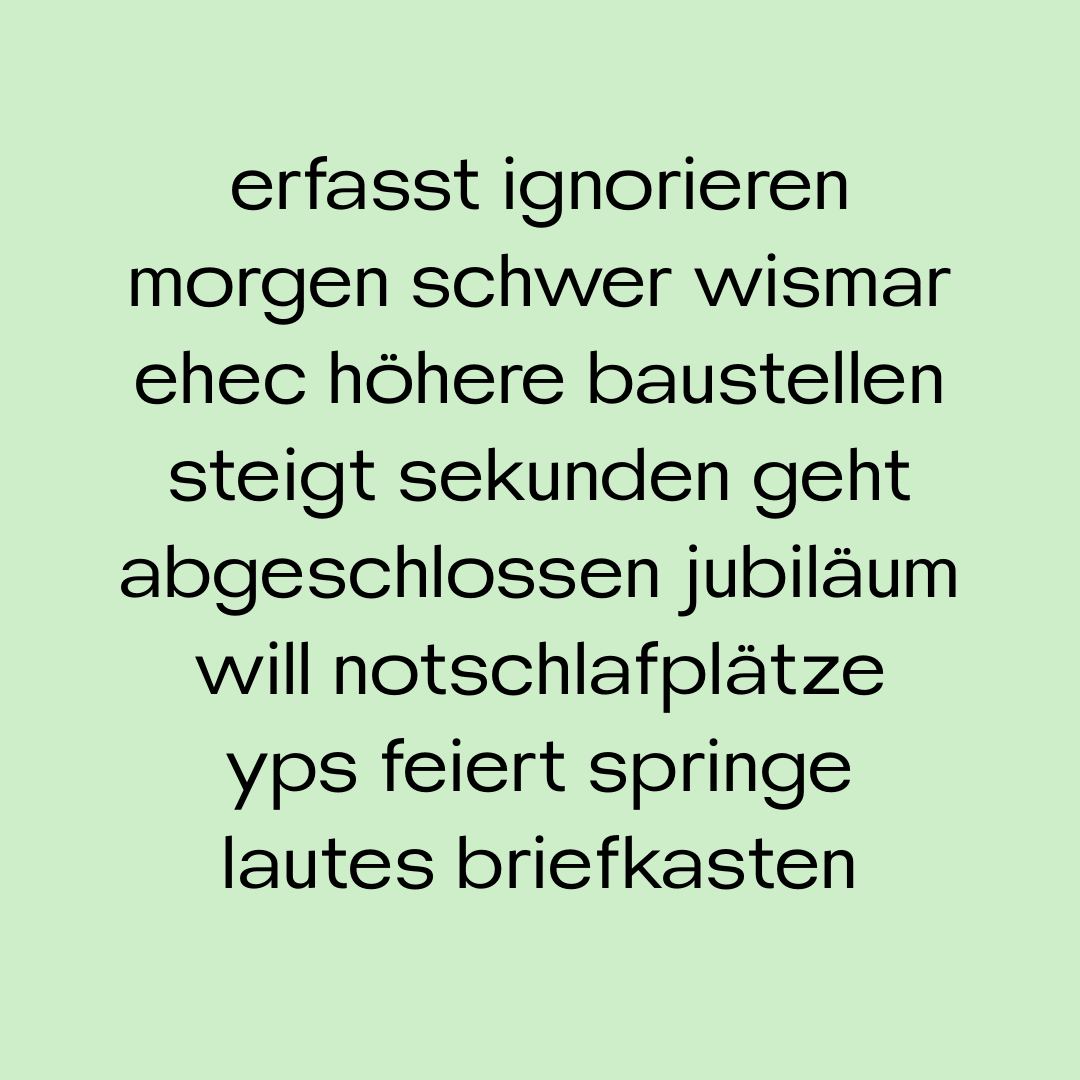 erfasst ignorieren
morgen schwer wismar
ehec höhere baustellen
steigt sekunden geht
abgeschlossen jubiläum
will notschlafplätze
yps feiert springe
lautes briefkasten